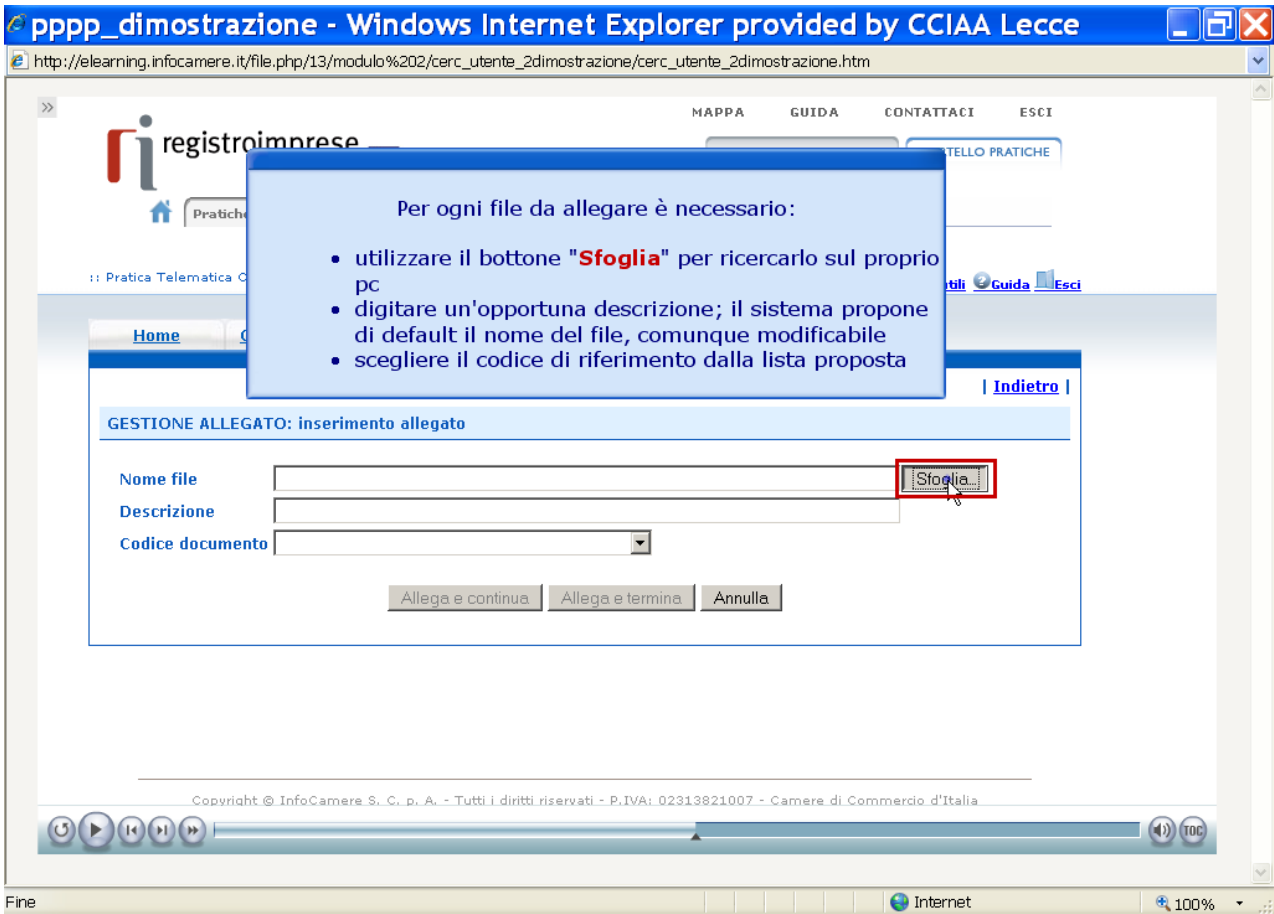 pppp_dimostrazione - Windows Internet Explorer provided by CCIAA Lecce
http://elearning.infocamere.it/file.php/13/modulo%202/cerc_utente_2dimostrazione/cerc_utente_2dimostrazione.htm
MAPPA GUIDA CONTATTACI ESCI
registroimprese
TELLO PRATICHE
Pratiche
Per ogni file da allegare è necessario:
• utilizzare il bottone "Sfoglia" per ricercarlo sul proprio
pc
• digitare un'opportuna descrizione; il sistema propone
di default il nome del file, comunque modificabile
• scegliere il codice di riferimento dalla lista proposta
:: Pratica Telematica
Guida Esci
Home
| Indietro |
GESTIONE ALLEGATO: inserimento allegato
Nome file
Sfoglia...
Descrizione
Codice documento
Allega e continua Allega e termina Annulla
Copyright © InfoCamere S. C. p. A. - Tutti i diritti riservati - P.IVA: 02313821007 - Camere di Commercio d'Italia
TOC
Fine Internet 100%